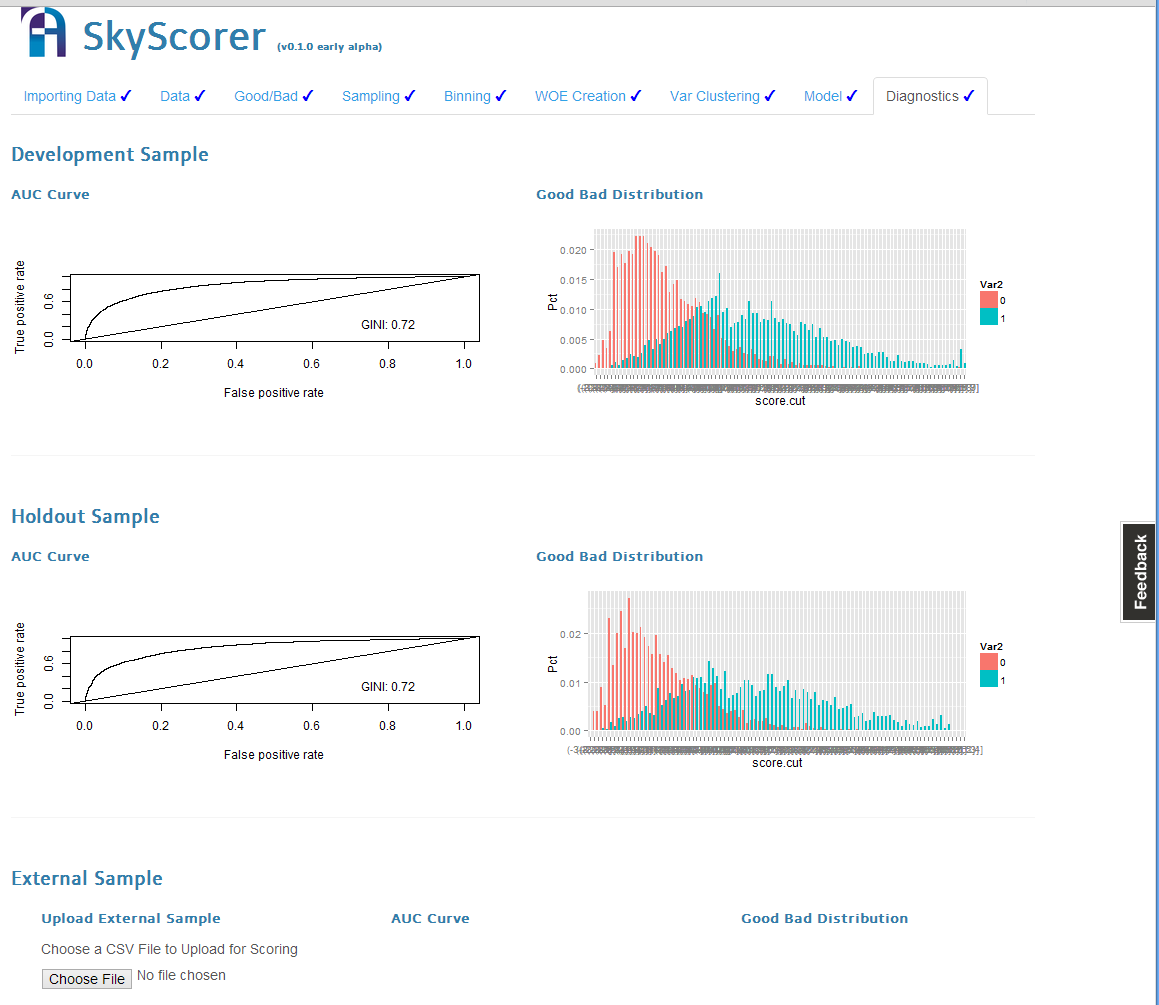 SkyScorer (v0.1.0 early alpha)
Importing Data ✔ Data ✔ Good/Bad ✔ Sampling ✔ Binning ✔ WOE Creation ✔ Var Clustering ✔ Model ✔ Diagnostics ✔
Development Sample
AUC Curve
True positive rate
0.6
0.0
GINI: 0.72
0.0 0.2 0.4 0.6 0.8 1.0
False positive rate
Good Bad Distribution
Pct
0.020
0.015
0.010
0.005
0.000
score.cut
Var2
0
1
Holdout Sample
AUC Curve
True positive rate
0.6
0.0
GINI: 0.72
0.0 0.2 0.4 0.6 0.8 1.0
False positive rate
Good Bad Distribution
Pct
0.02
0.01
0.00
score.cut
Var2
0
1
Feedback
External Sample
Upload External Sample
Choose a CSV File to Upload for Scoring
Choose File No file chosen
AUC Curve
Good Bad Distribution